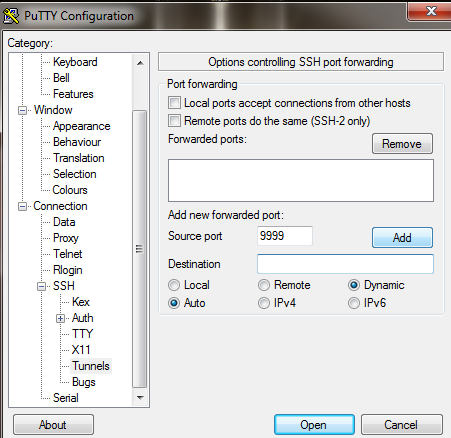 PuTTY Configuration
Category:
Keyboard
Bell
Features
Window
Appearance
Behaviour
Translation
Selection
Colours
Connection
Data
Proxy
Telnet
Rlogin
SSH
Kex
Auth
TTY
X11
Tunnels
Bugs
Serial
Options controlling SSH port forwarding
Port forwarding
Local ports accept connections from other hosts
Remote ports do the same (SSH-2 only)
Forwarded ports:
Remove
Add new forwarded port:
Source port 9999 Add
Destination
Local Remote Dynamic
Auto IPv4 IPv6
About Open Cancel